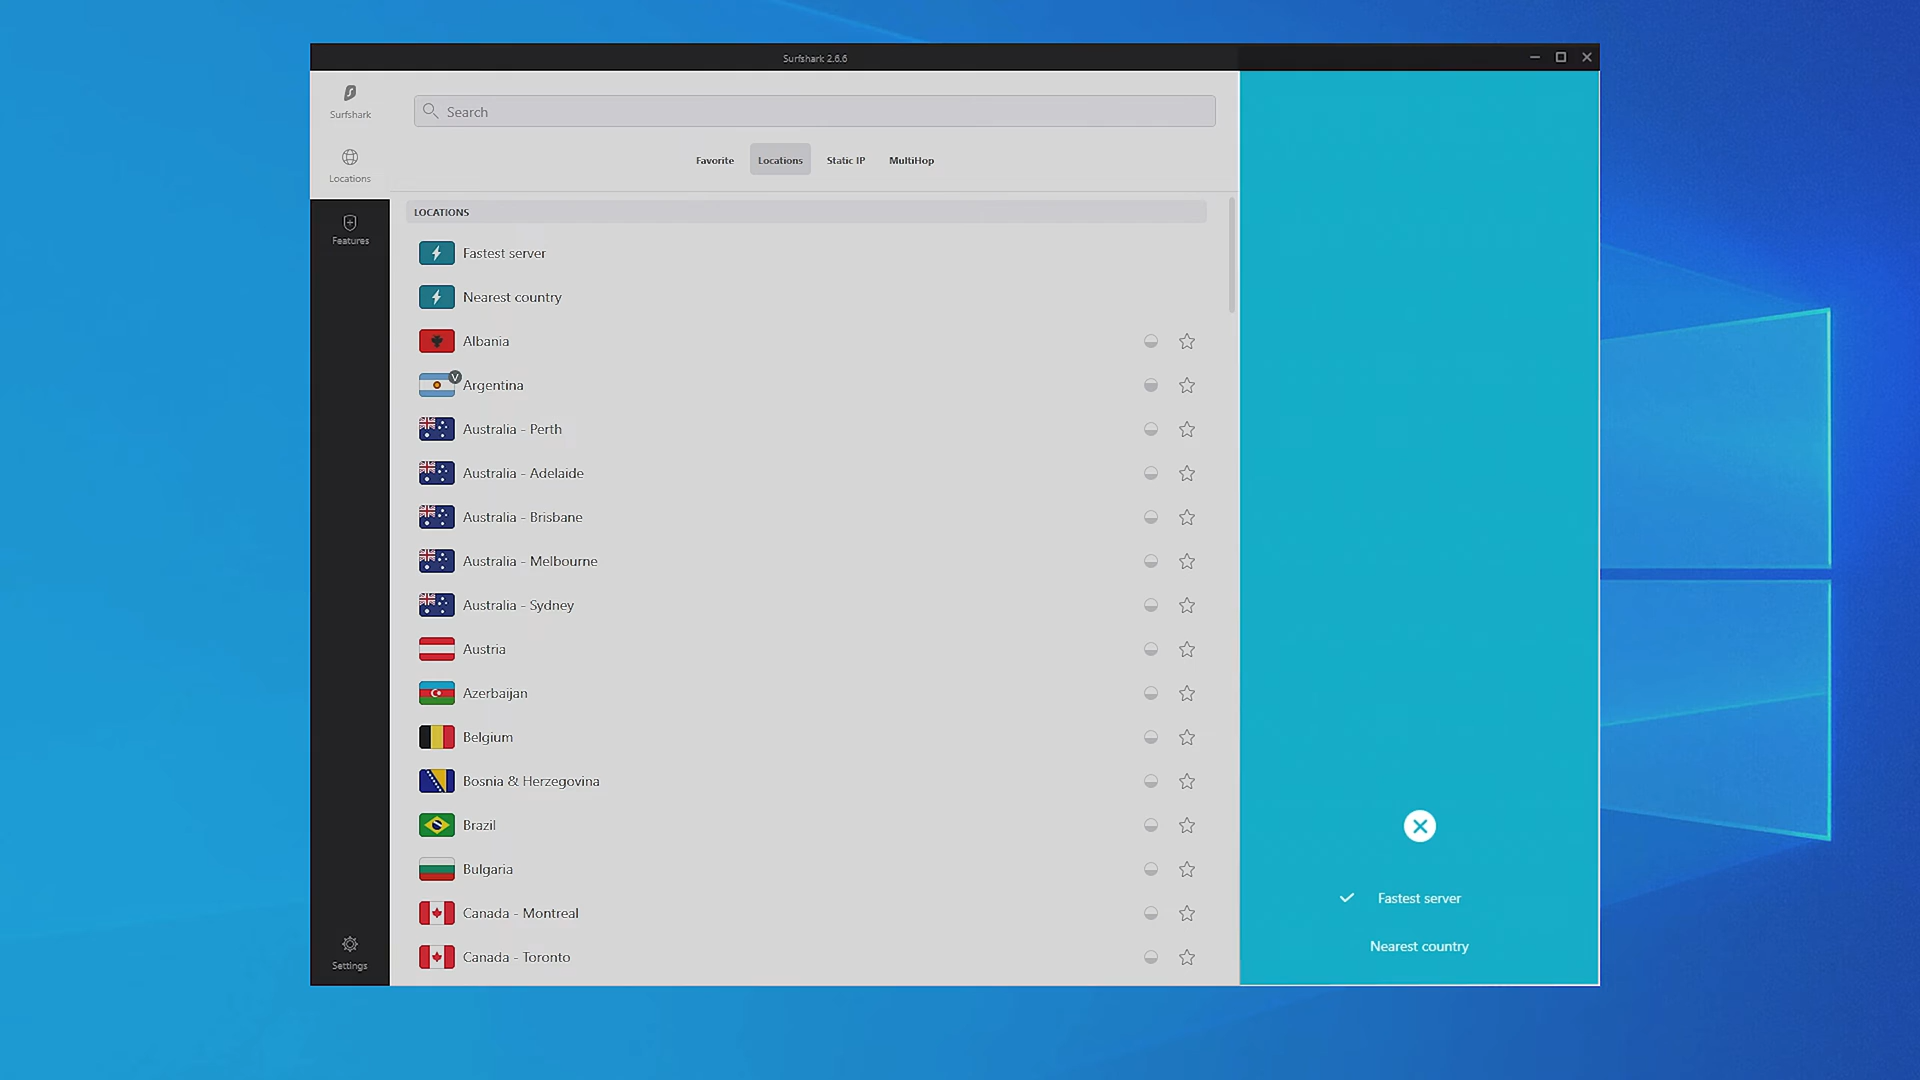 Surfshark 2.6.6
Surfshark
Locations
Features
Settings
Search
Favorite
Locations
Static IP
MultiHop
LOCATIONS
Fastest server
Nearest country
Albania
V
Argentina
Australia - Perth
Australia - Adelaide
Australia - Brisbane
Australia - Melbourne
Australia - Sydney
Austria
Azerbaijan
Belgium
Bosnia & Herzegovina
Brazil
Bulgaria
Canada - Montreal
Canada - Toronto
Fastest server
Nearest country